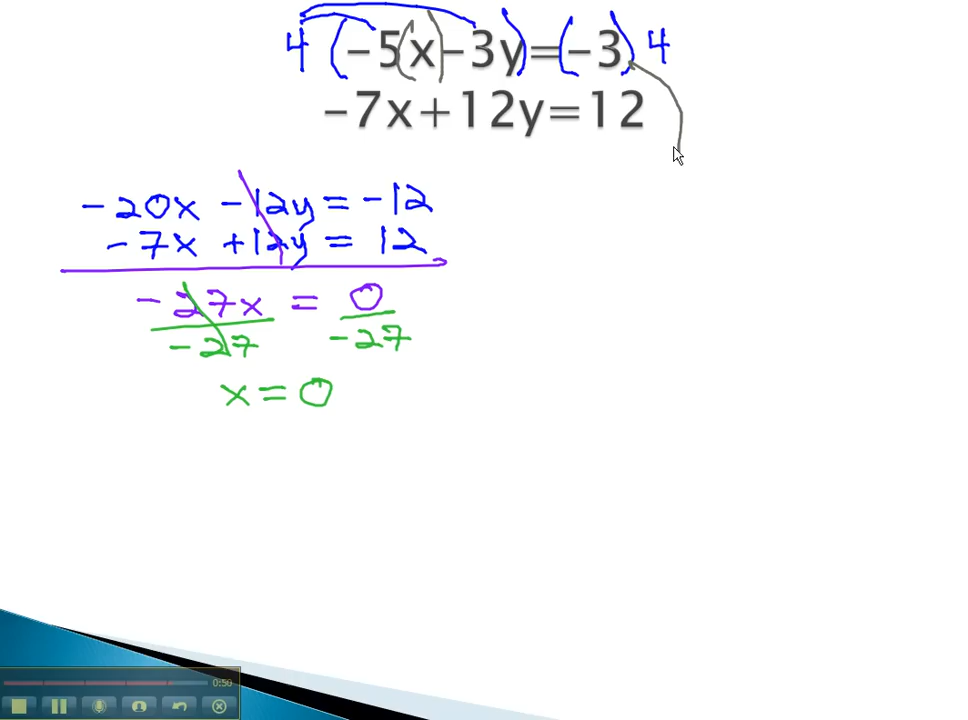 4 (-5(x)-3y)=(-3) 4
-7x+12y=12
-20x -12y = -12
-7x +12y = 12
-27x = 0
-27 -27
x = 0
0:50